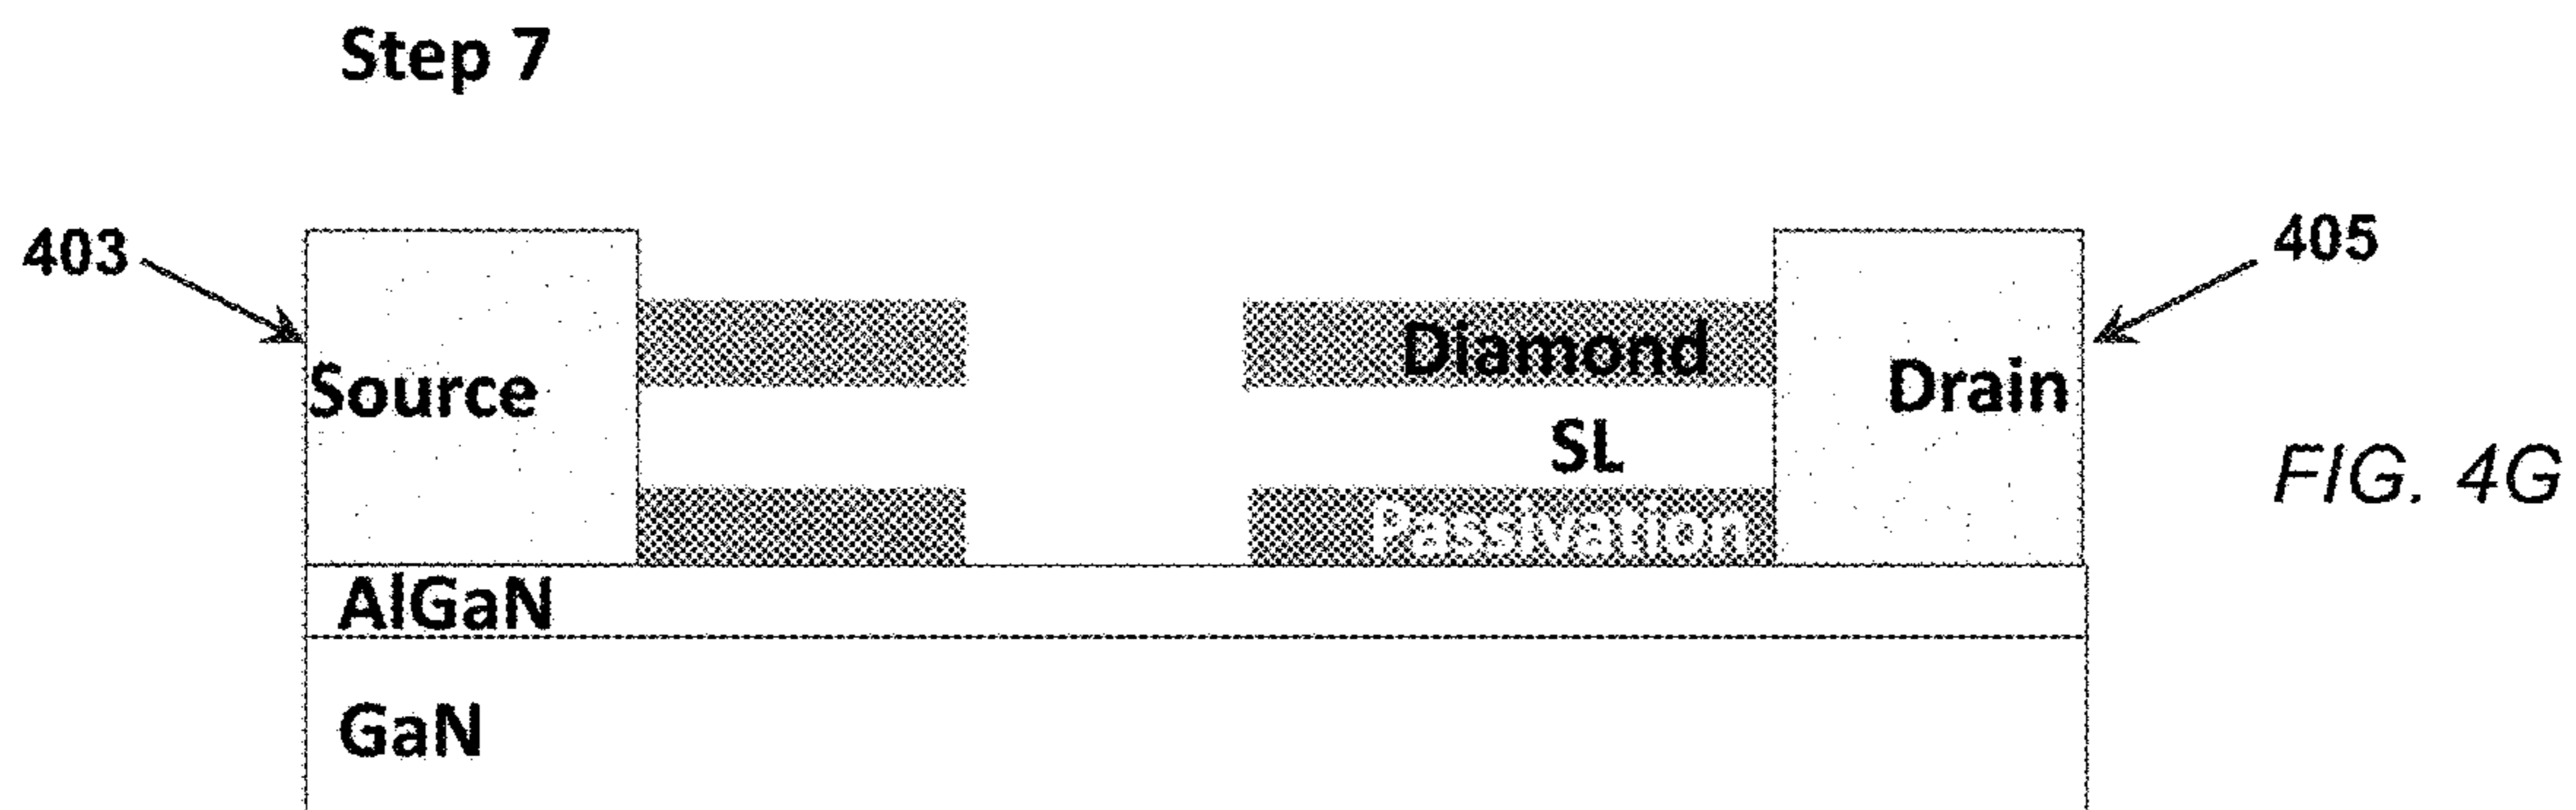 Step 7
403
405
Source
Diamond
Drain
SL
FIG. 4G
Passivation
AlGaN
GaN